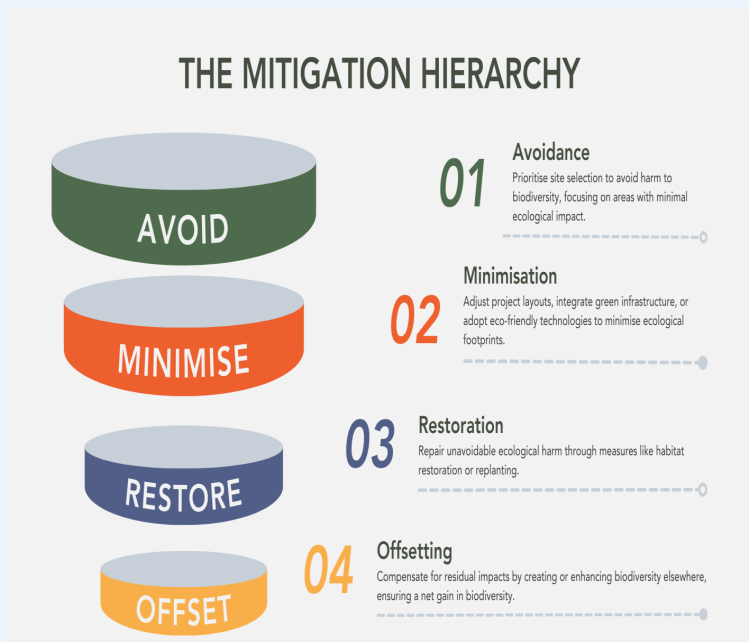 THE MITIGATION HIERARCHY
AVOID
01
Avoidance
Prioritise site selection to avoid harm to
biodiversity, focusing on areas with minimal
ecological impact.
MINIMISE
02
Minimisation
Adjust project layouts, integrate green infrastructure, or
adopt eco-friendly technologies to minimise ecological
footprints.
RESTORE
03
Restoration
Repair unavoidable ecological harm through measures like habitat
restoration or replanting.
OFFSET
04
Offsetting
Compensate for residual impacts by creating or enhancing biodiversity elsewhere,
ensuring a net gain in biodiversity.